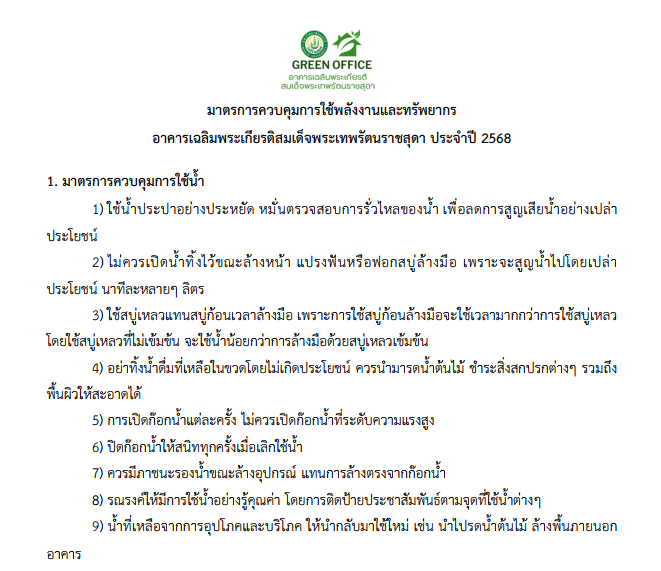 GREEN OFFICE
อาคารเฉลิมพระเกียรติ
สมเด็จพระเทพรัตนราชสุดา
มาตรการควบคุมการใช้พลังงานและทรัพยากร
อาคารเฉลิมพระเกียรติสมเด็จพระเทพรัตนราชสุดา ประจำปี 2568
1. มาตรการควบคุมการใช้น้ำ
1) ใช้น้ำประปาอย่างประหยัด หมั่นตรวจสอบการรั่วไหลของน้ำ เพื่อลดการสูญเสียน้ำอย่างเปล่า
ประโยชน์
2) ไม่ควรเปิดน้ำทิ้งไว้ขณะล้างหน้า แปรงฟันหรือฟอกสบู่ล้างมือ เพราะจะสูญน้ำไปโดยเปล่า
ประโยชน์ นาทีละหลายๆ ลิตร
3) ใช้สบู่เหลวแทนสบู่ก้อนเวลาล้างมือ เพราะการใช้สบู่ก้อนล้างมือจะใช้เวลามากกว่าการใช้สบู่เหลว
โดยใช้สบู่เหลวที่ไม่เข้มข้น จะใช้น้ำน้อยกว่าการล้างมือด้วยสบู่เหลวเข้มข้น
4) อย่าทิ้งน้ำดื่มที่เหลือในขวดโดยไม่เกิดประโยชน์ ควรนำมารดน้ำต้นไม้ ชำระสิ่งสกปรกต่างๆ รวมถึง
พื้นผิวให้สะอาดได้
5) การเปิดก๊อกน้ำแต่ละครั้ง ไม่ควรเปิดก๊อกน้ำที่ระดับความแรงสูง
6) ปิดก๊อกน้ำให้สนิททุกครั้งเมื่อเลิกใช้น้ำ
7) ควรมีภาชนะรองน้ำขณะล้างอุปกรณ์ แทนการล้างตรงจากก๊อกน้ำ
8) รณรงค์ให้มีการใช้น้ำอย่างรู้คุณค่า โดยการติดป้ายประชาสัมพันธ์ตามจุดที่ใช้น้ำต่างๆ
9) น้ำที่เหลือจากการอุปโภคและบริโภค ให้นำกลับมาใช้ใหม่ เช่น นำไปรดน้ำต้นไม้ ล้างพื้นภายนอก
อาคาร